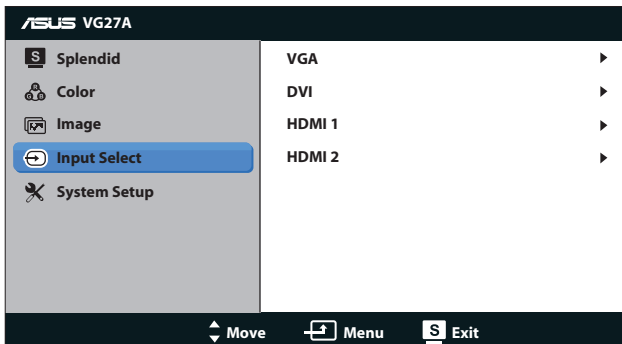 ASUS VG27A
S Splendid
Color
Image
Input Select
System Setup
VGA
DVI
HDMI 1
HDMI 2
Move Menu S Exit